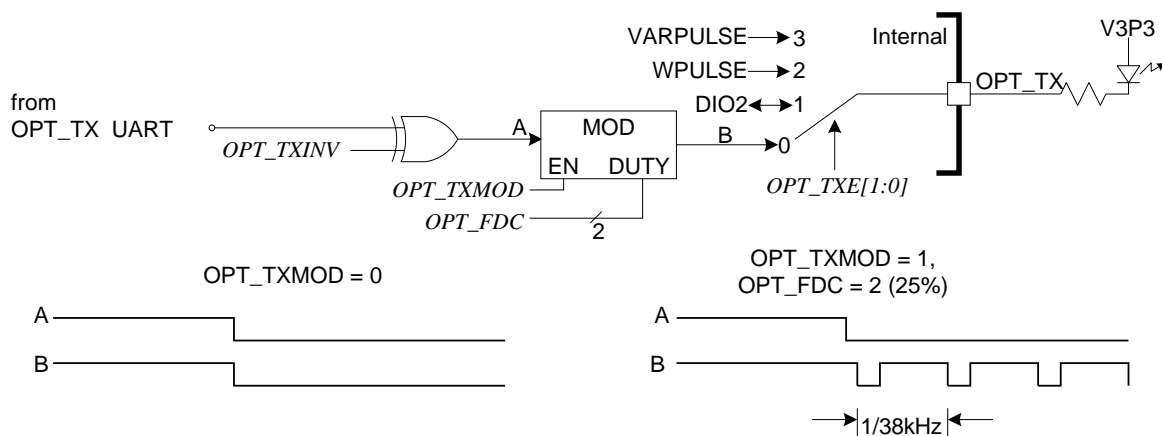 VARPULSE 3
WPULSE 2
DIO2 1
Internal
V3P3
OPT_TX
from
OPT_TX UART
OPT_TXINV
A
MOD
EN DUTY
B
0
OPT_TXMOD
OPT_FDC
2
OPT_TXE[1:0]
OPT_TXMOD = 0
A
B
OPT_TXMOD = 1,
OPT_FDC = 2 (25%)
A
B
1/38kHz